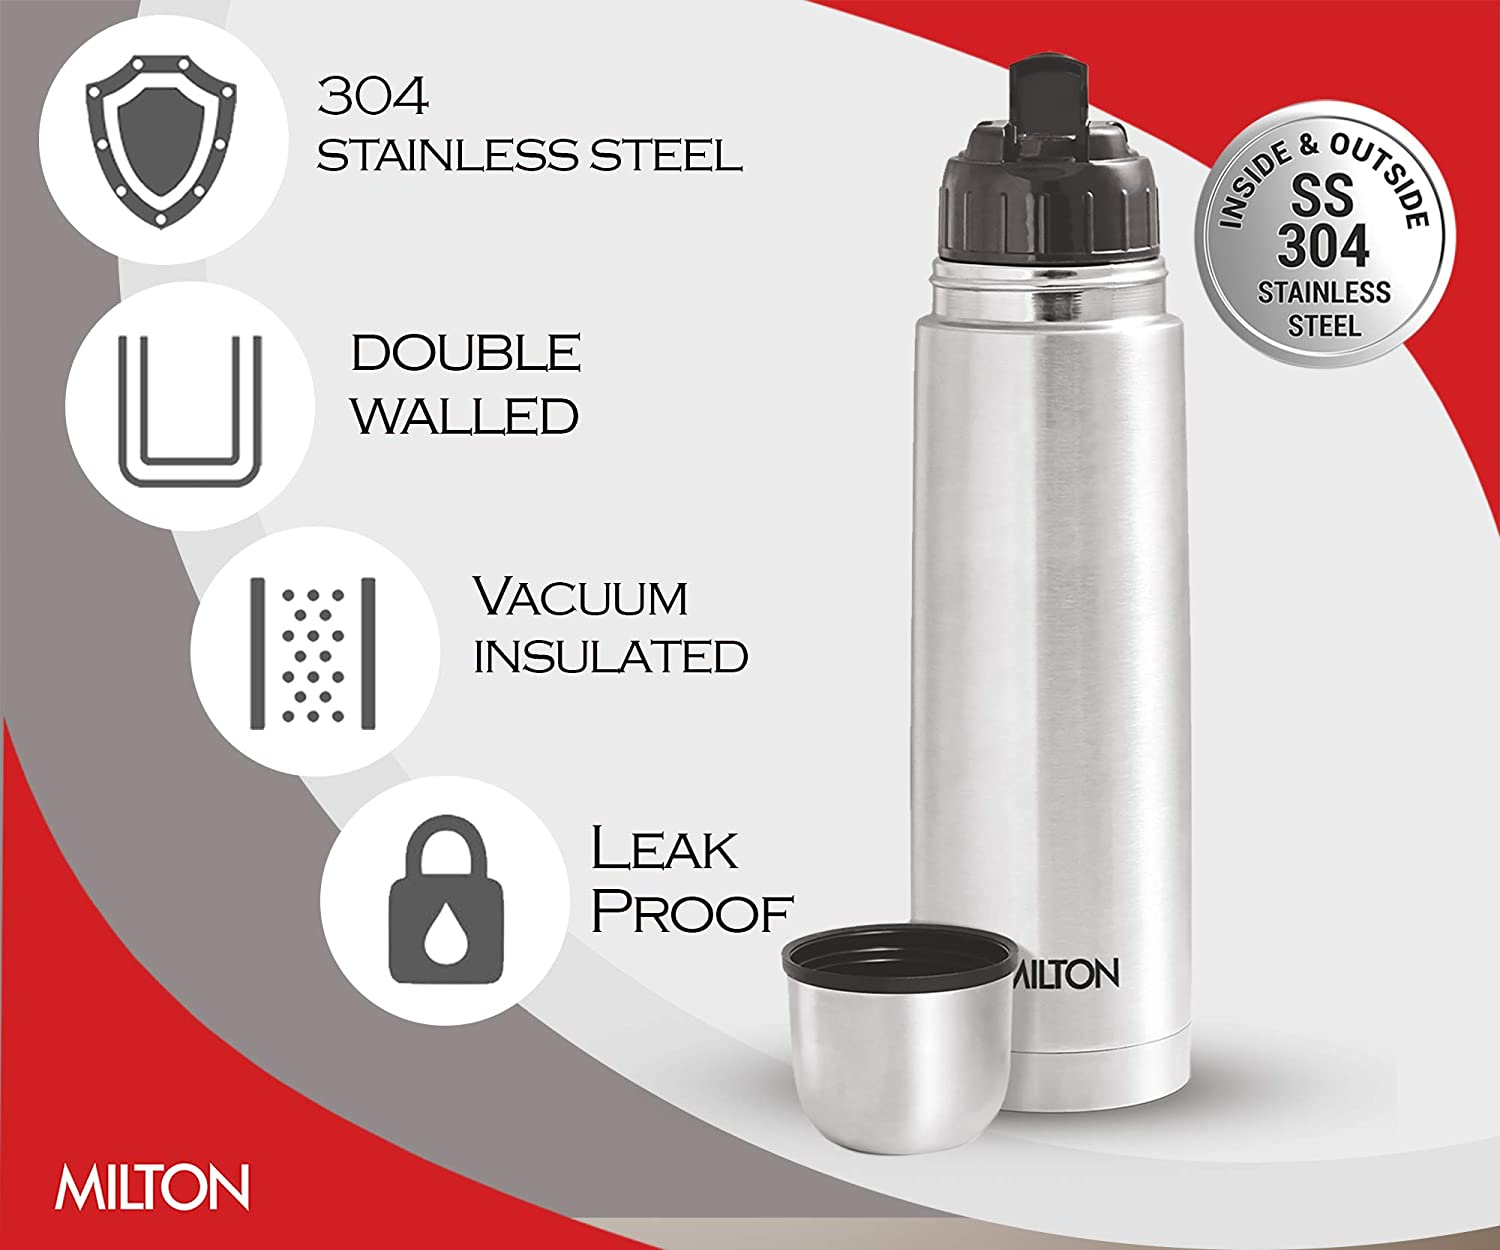 304
STAINLESS STEEL
DOUBLE
WALLED
VACUUM
INSULATED
LEAK
PROOF
INSIDE & OUTSIDE
SS
304
STAINLESS
STEEL
MILTON
MILTON